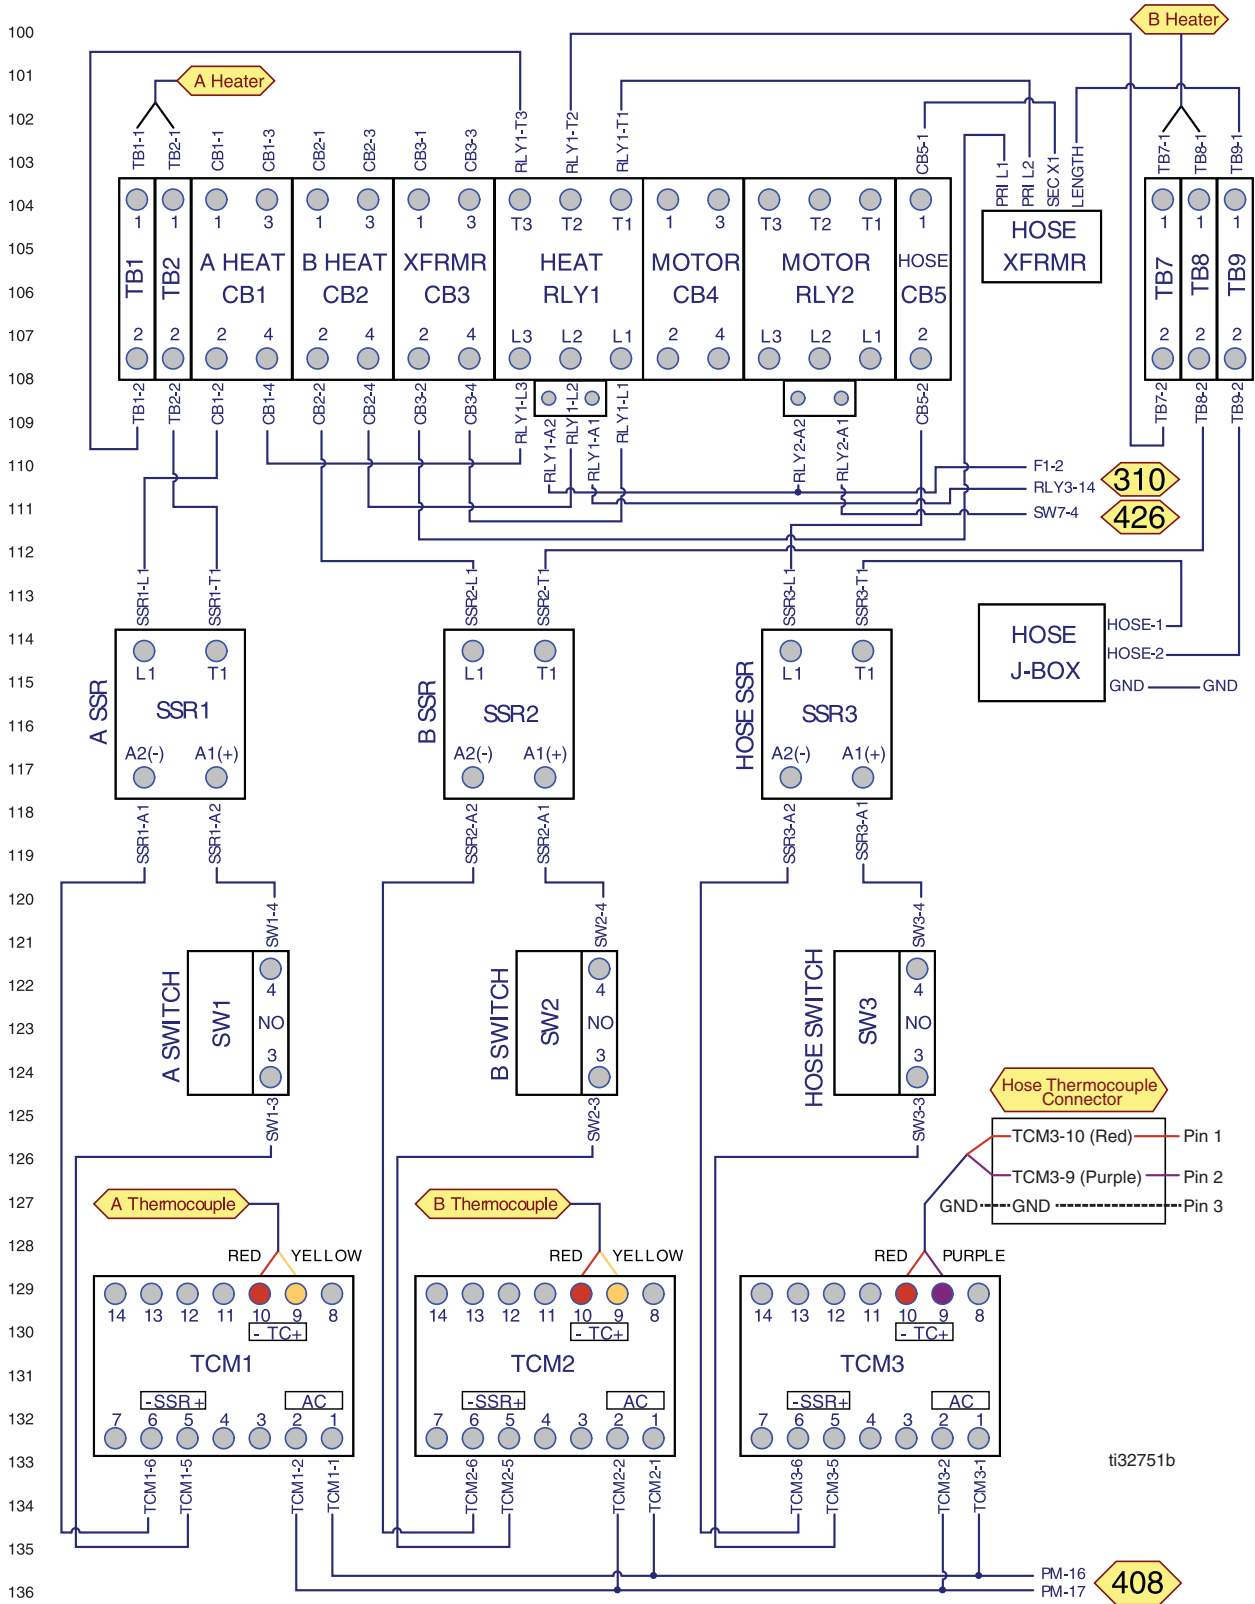 100
B Heater
101
A Heater
102
103
TB1-1
TB2-1
CB1-1
CB1-3
CB2-1
CB2-3
CB3-1
CB3-3
RLY1-T3
RLY1-T2
RLY1-T1
CB5-1
PRI L1
PRI L2
SEC X1
LENGTH
TB7-1
TB8-1
TB9-1
104
1 1 1 3 1 3 1 3 T3 T2 T1 1 3 T3 T2 T1 1
1 1 1
105
TB1
TB2
A HEAT
CB1
B HEAT
CB2
XFRMR
CB3
HEAT
RLY1
MOTOR
CB4
MOTOR
RLY2
HOSE
CB5
HOSE
XFRMR
TB7
TB8
TB9
106
107
2 2 2 4 2 4 2 4 L3 L2 L1 2 4 L3 L2 L1 2
2 2 2
108
TB1-2
TB2-2
CB1-2
CB1-4
CB2-2
CB2-4
CB3-2
CB3-4
RLY1-L3
RLY1-A2
RLY1-L2
RLY1-A1
RLY1-L1
RLY2-A2
RLY2-A1
CB5-2
TB7-2
TB8-2
TB9-2
109
110
F1-2
RLY3-14
310
111
SW7-4
426
112
113
SSR1-L1
SSR1-T1
SSR2-L1
SSR2-T1
SSR3-L1
SSR3-T1
114
HOSE
J-BOX
HOSE-1
HOSE-2
GND
GND
115
L1 T1
L1 T1
L1 T1
A SSR
SSR1
B SSR
SSR2
HOSE SSR
SSR3
116
A2(-) A1(+)
A2(-) A1(+)
A2(-) A1(+)
117
118
SSR1-A1
SSR1-A2
SSR2-A2
SSR2-A1
SSR3-A2
SSR3-A1
119
120
SW1-4
SW2-4
SW3-4
121
122
A SWITCH
SW1
4
NO
3
B SWITCH
SW2
4
NO
3
HOSE SWITCH
SW3
4
NO
3
123
124
Hose Thermocouple
Connector
125
SW1-3
SW2-3
SW3-3
TCM3-10 (Red)
Pin 1
126
TCM3-9 (Purple)
Pin 2
127
A Thermocouple
B Thermocouple
GND
GND
Pin 3
128
RED YELLOW
RED YELLOW
RED PURPLE
129
14 13 12 11 10 9 8
14 13 12 11 10 9 8
14 13 12 11 10 9 8
130
- TC+
- TC+
- TC+
131
TCM1
TCM2
TCM3
-SSR+ AC
-SSR+ AC
-SSR+ AC
132
7 6 5 4 3 2 1
7 6 5 4 3 2 1
7 6 5 4 3 2 1
133
ti32751b
TCM1-6
TCM1-5
TCM1-2
TCM1-1
TCM2-6
TCM2-5
TCM2-2
TCM2-1
TCM3-6
TCM3-5
TCM3-2
TCM3-1
134
135
PM-16
408
136
PM-17